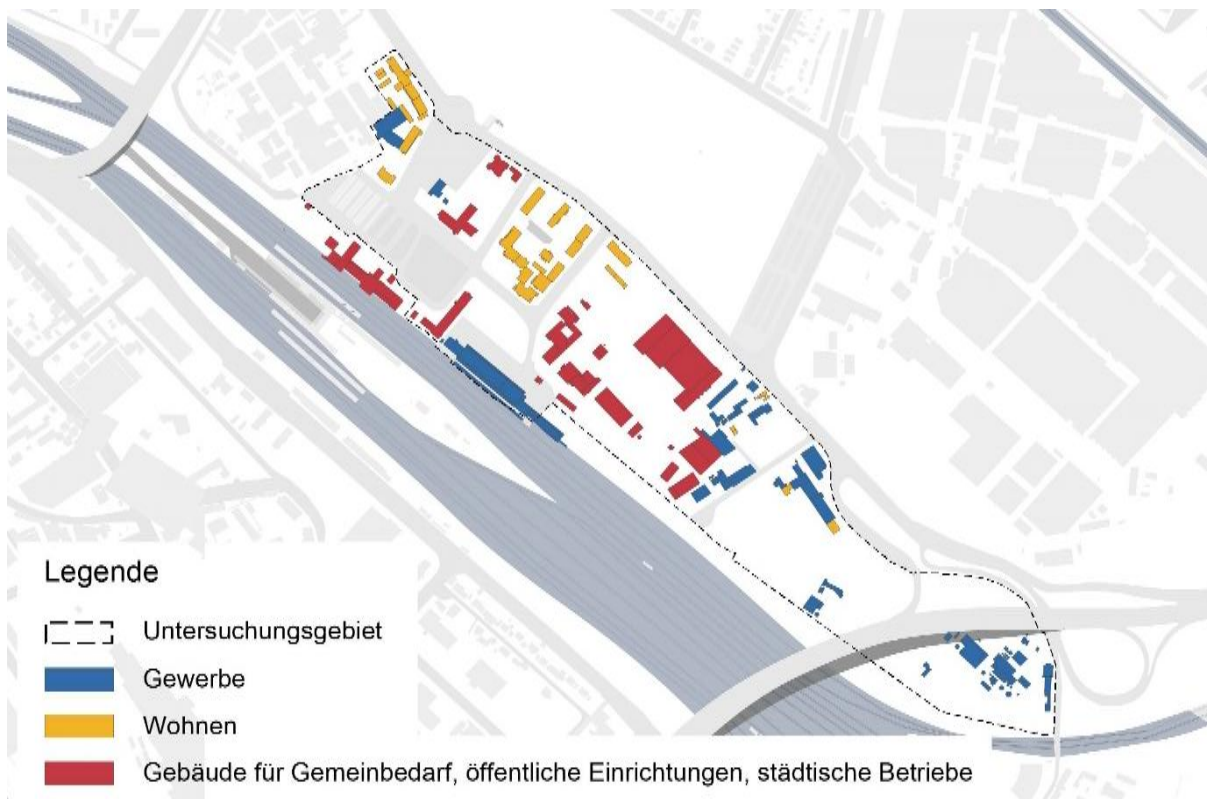 Legende
Untersuchungsgebiet
Gewerbe
Wohnen
Gebäude für Gemeinbedarf, öffentliche Einrichtungen, städtische Betriebe